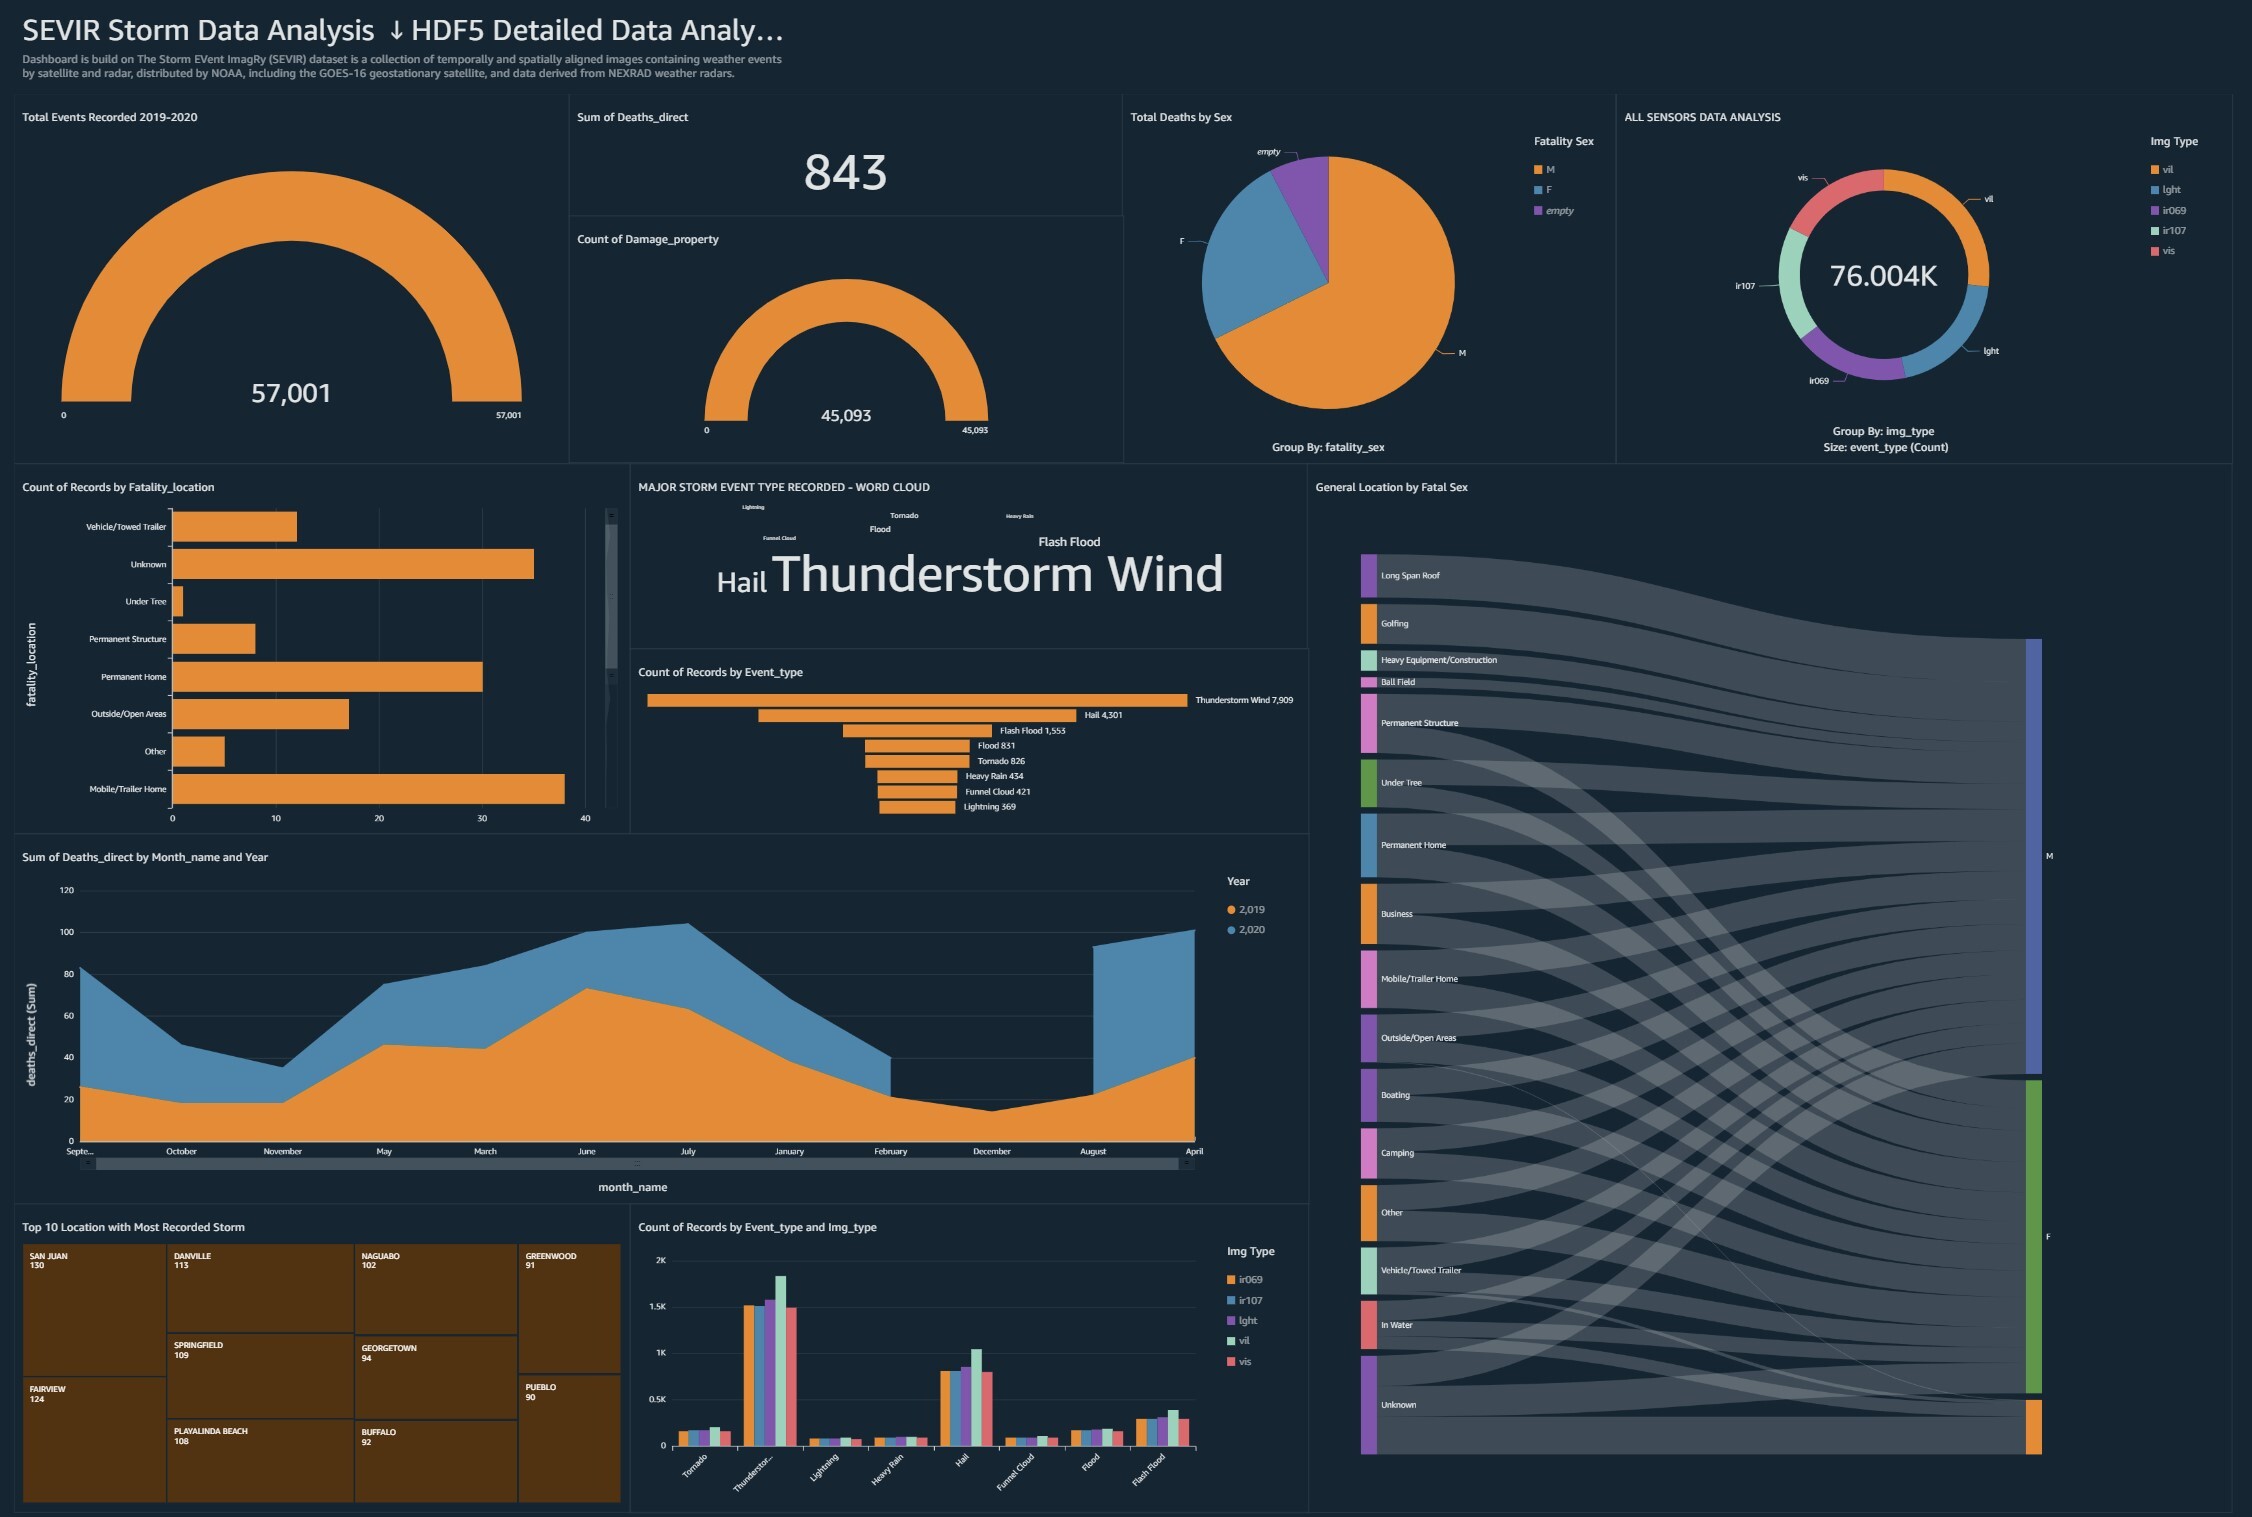 SEVIR Storm Data Analysis ↓HDF5 Detailed Data Analy...
Dashboard is build on The Storm EVent ImagRy (SEVIR) dataset is a collection of temporally and spatially aligned images containing weather events
by satellite and radar, distributed by NOAA, including the GOES-16 geostationary satellite, and data derived from NEXRAD weather radars.
Total Events Recorded 2019-2020
57,001
0
57,001
Sum of Deaths_direct
843
Count of Damage_property
45,093
0
45,093
Total Deaths by Sex
empty
F
M
Group By: fatality_sex
Fatality Sex
M
F
empty
ALL SENSORS DATA ANALYSIS
vis
vil
ir107
76.004K
lght
ir069
Group By: img_type
Size: event_type (Count)
Img Type
vil
lght
ir069
ir107
vis
Count of Records by Fatality_location
fatality_location
Vehicle/Towed Trailer
Unknown
Under Tree
Permanent Structure
Permanent Home
Outside/Open Areas
Other
Mobile/Trailer Home
0
10
20
30
40
MAJOR STORM EVENT TYPE RECORDED - WORD CLOUD
Lightning
Tornado
Heavy Rain
Flood
Funnel Cloud
Flash Flood
Hail
Thunderstorm Wind
Count of Records by Event_type
Thunderstorm Wind 7,909
Hail 4,301
Flash Flood 1,553
Flood 831
Tornado 826
Heavy Rain 434
Funnel Cloud 421
Lightning 369
General Location by Fatal Sex
Long Span Roof
Golfing
Heavy Equipment/Construction
Ball Field
Permanent Structure
Under Tree
Permanent Home
Business
Mobile/Trailer Home
Outside/Open Areas
Boating
Camping
Other
Vehicle/Towed Trailer
In Water
Unknown
M
F
Sum of Deaths_direct by Month_name and Year
deaths_direct (Sum)
120
100
80
60
40
20
0
Septe...
October
November
May
March
June
July
January
February
December
August
April
month_name
Year
2,019
2,020
Top 10 Location with Most Recorded Storm
SAN JUAN
130
FAIRVIEW
124
DANVILLE
113
SPRINGFIELD
109
PLAYALINDA BEACH
108
NAGUABO
102
GEORGETOWN
94
BUFFALO
92
GREENWOOD
91
PUEBLO
90
Count of Records by Event_type and Img_type
2K
1.5K
1K
0.5K
0
Tornado
Thunderstor...
Lightning
Heavy Rain
Hail
Funnel Cloud
Flood
Flash Flood
Img Type
ir069
ir107
lght
vil
vis